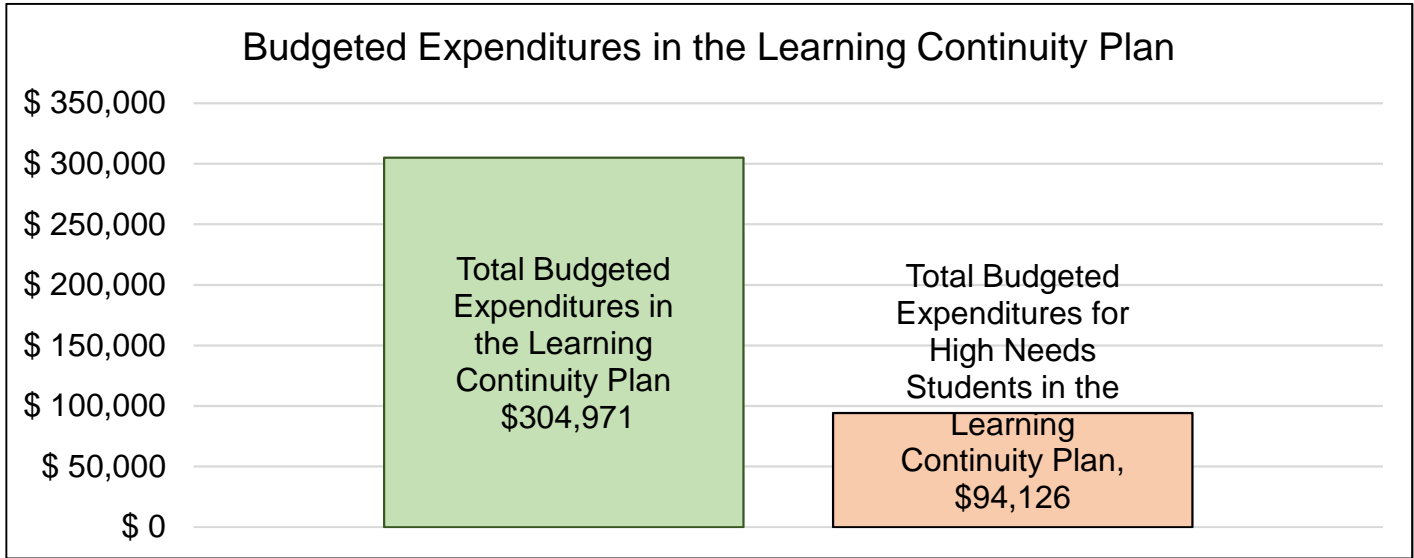 Budgeted Expenditures in the Learning Continuity Plan
$ 350,000
$ 300,000
$ 250,000
$ 200,000
$ 150,000
$ 100,000
$ 50,000
$ 0
Total Budgeted
Expenditures in
the Learning
Continuity Plan
$304,971
Total Budgeted
Expenditures for
High Needs
Students in the
Learning
Continuity Plan,
$94,126